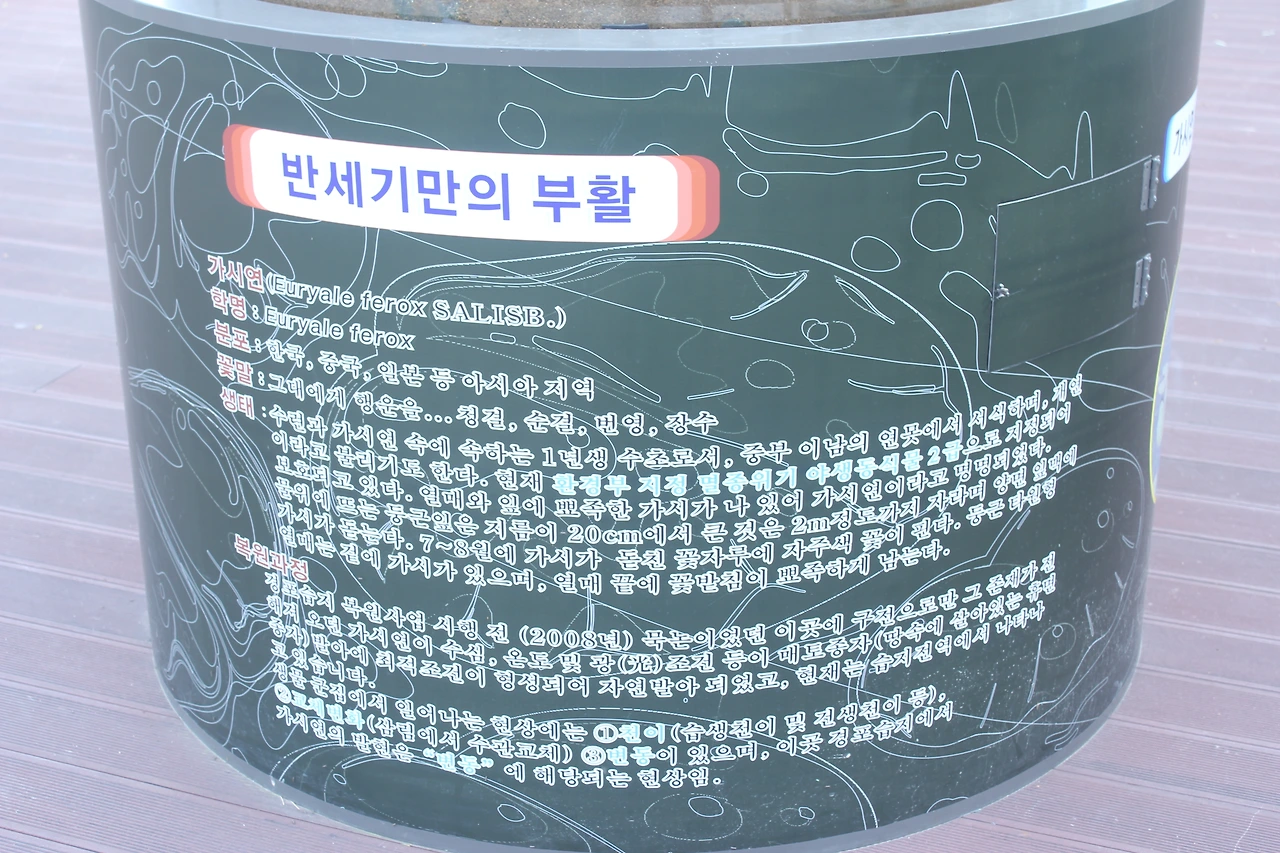 반세기만의 부활
가시연(Euryale ferox SALISB.)
학명 : Euryale ferox
분포 : 한국, 중국, 일본 등 아시아 지역
꽃말 : 그대에게 행운을... 청결, 순결, 번영, 장수
생태 : 수련과 가시연 속에 속하는 1년생 수초로서, 중부 이남의 연못에서 서식하며, 개연
이라고 불리기도 한다. 현재 환경부 지정 멸종위기 야생동식물 2급으로 지정되어
보호되고 있다. 열매와 잎에 뾰족한 가시가 나 있어 가시연이라고 명명되었다.
물위에 뜨는 둥근잎은 지름이 20cm에서 큰 것은 2m정도까지 자라며 양면 잎맥에
가시가 돋는다. 7~8월에 가시가 돋친 꽃자루에 자주색 꽃이 핀다. 둥근 타원형
열매는 겉에 가시가 있으며, 열매 끝에 꽃받침이 뾰족하게 남는다.
복원과정
경포습지 복원사업 시행 전 (2008년) 묵논이었던 이곳에 구전으로만 그 존재가 전
해져 오던 가시연이 수심, 온도 및 광(光)조건 등이 매토종자(땅속에 살아있는 휴면
종자)발아에 최적조건이 형성되어 자연발아 되었고, 현재는 습지전역에서 나타나
고 있습니다.
생물 군집에서 일어나는 현상에는 ①천이(습생천이 및 건생천이 등),
②교체변화(삼림에서 수관교체) ③변동이 있으며, 이곳 경포습지에서
가시연의 발현은 “변동” 에 해당되는 현상임.
가시연